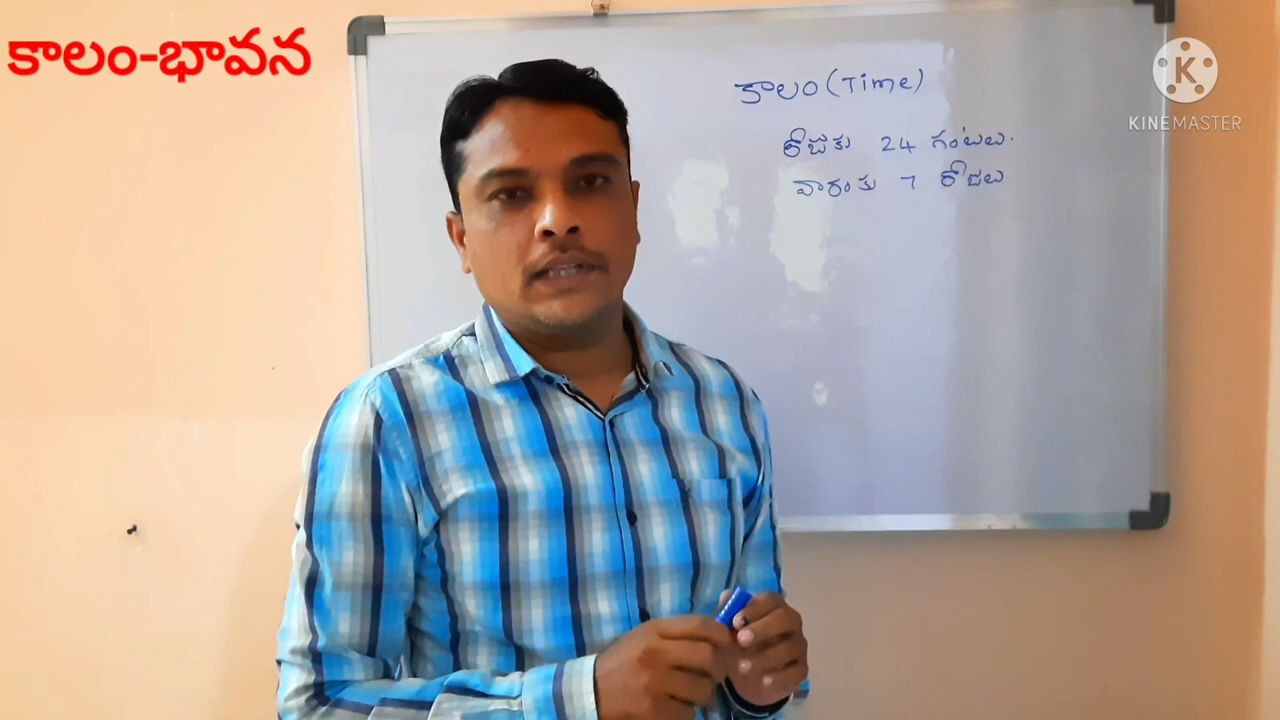 కాలం-భావన
కాలం (Time)
రోజుకు 24 గంటలు.
వారంకు 7 రోజులు
KINEMASTER